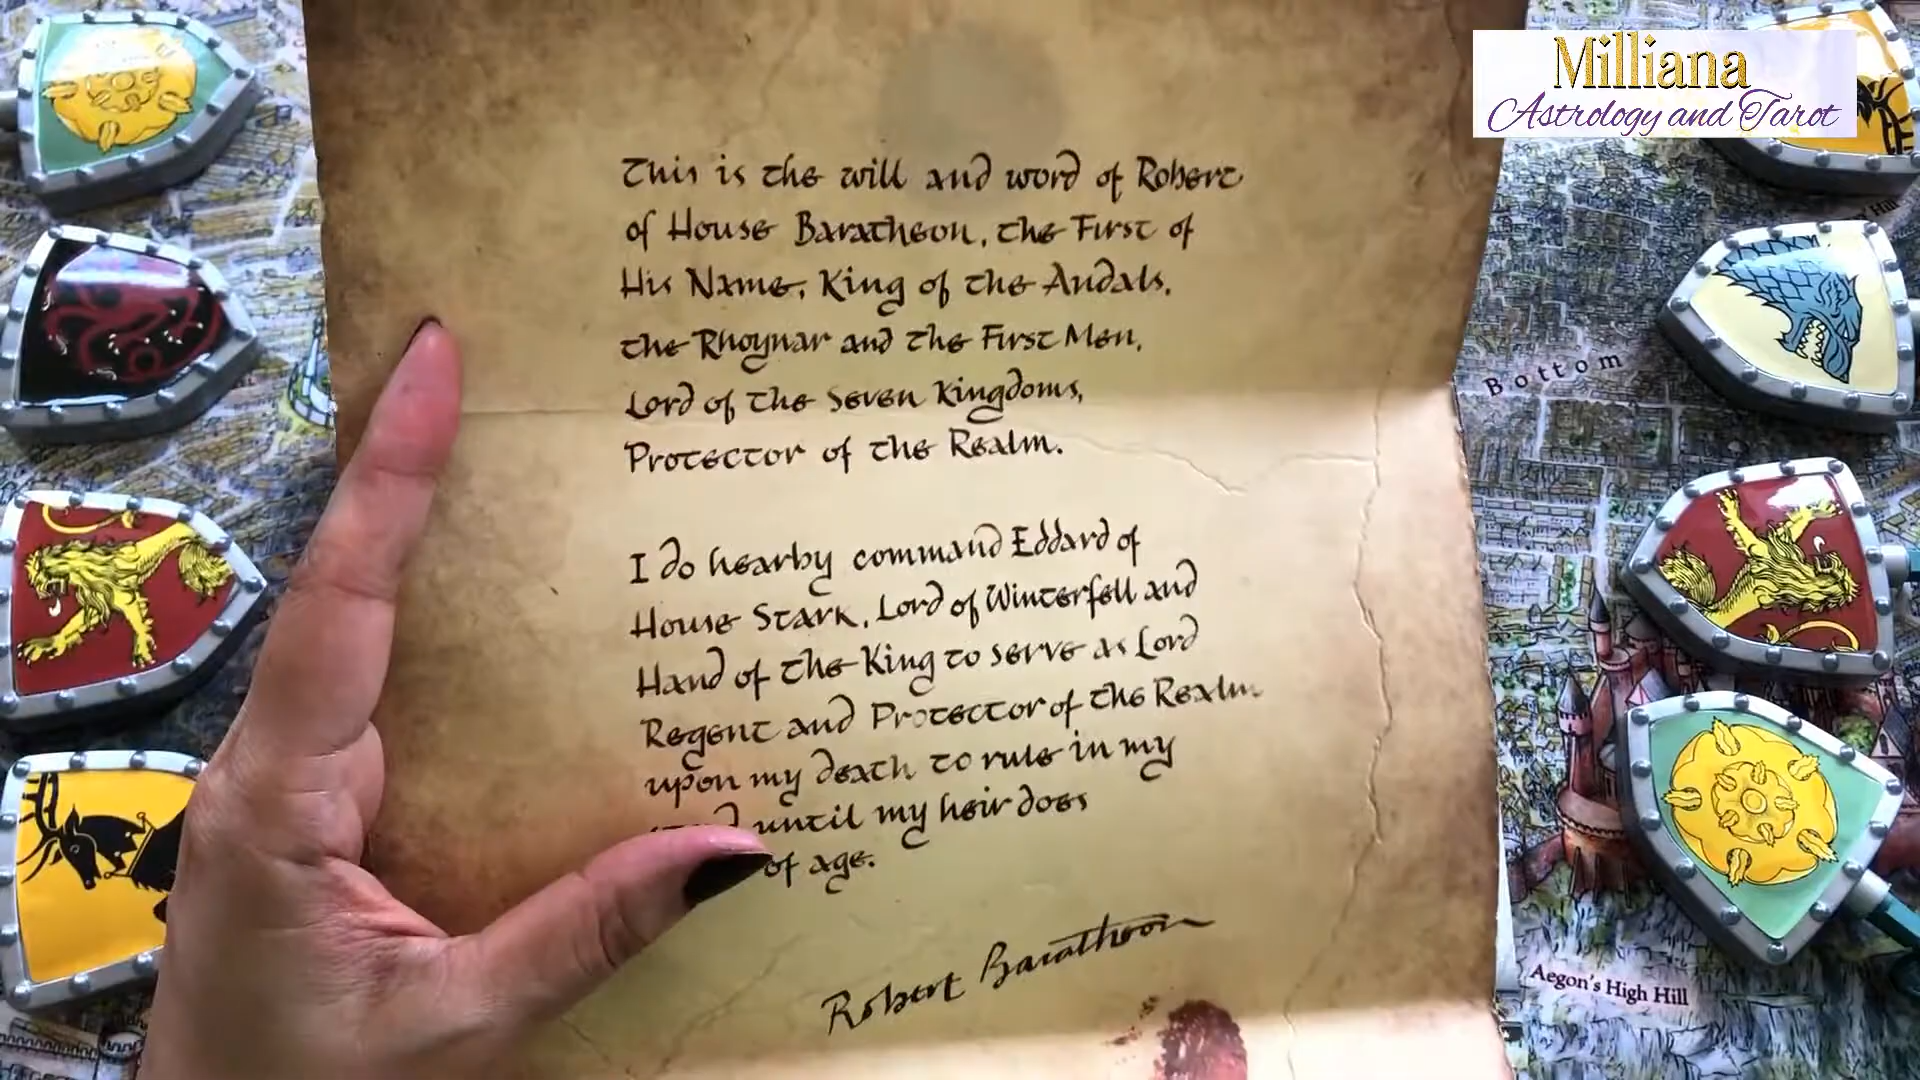 Milliana
Astrology and Tarot
This is the will and word of Robert
of House Baratheon, the First of
His Name, King of the Andals,
the Rhoynar and the First Men,
Lord of the Seven Kingdoms,
Protector of the Realm.
I do hearby command Eddard of
House Stark, Lord of Winterfell and
Hand of the King to serve as Lord
Regent and Protector of the Realm
upon my death to rule in my
until my heir does
of age.
Robert Baratheon
Bottom
Hill
Aegon's High Hill